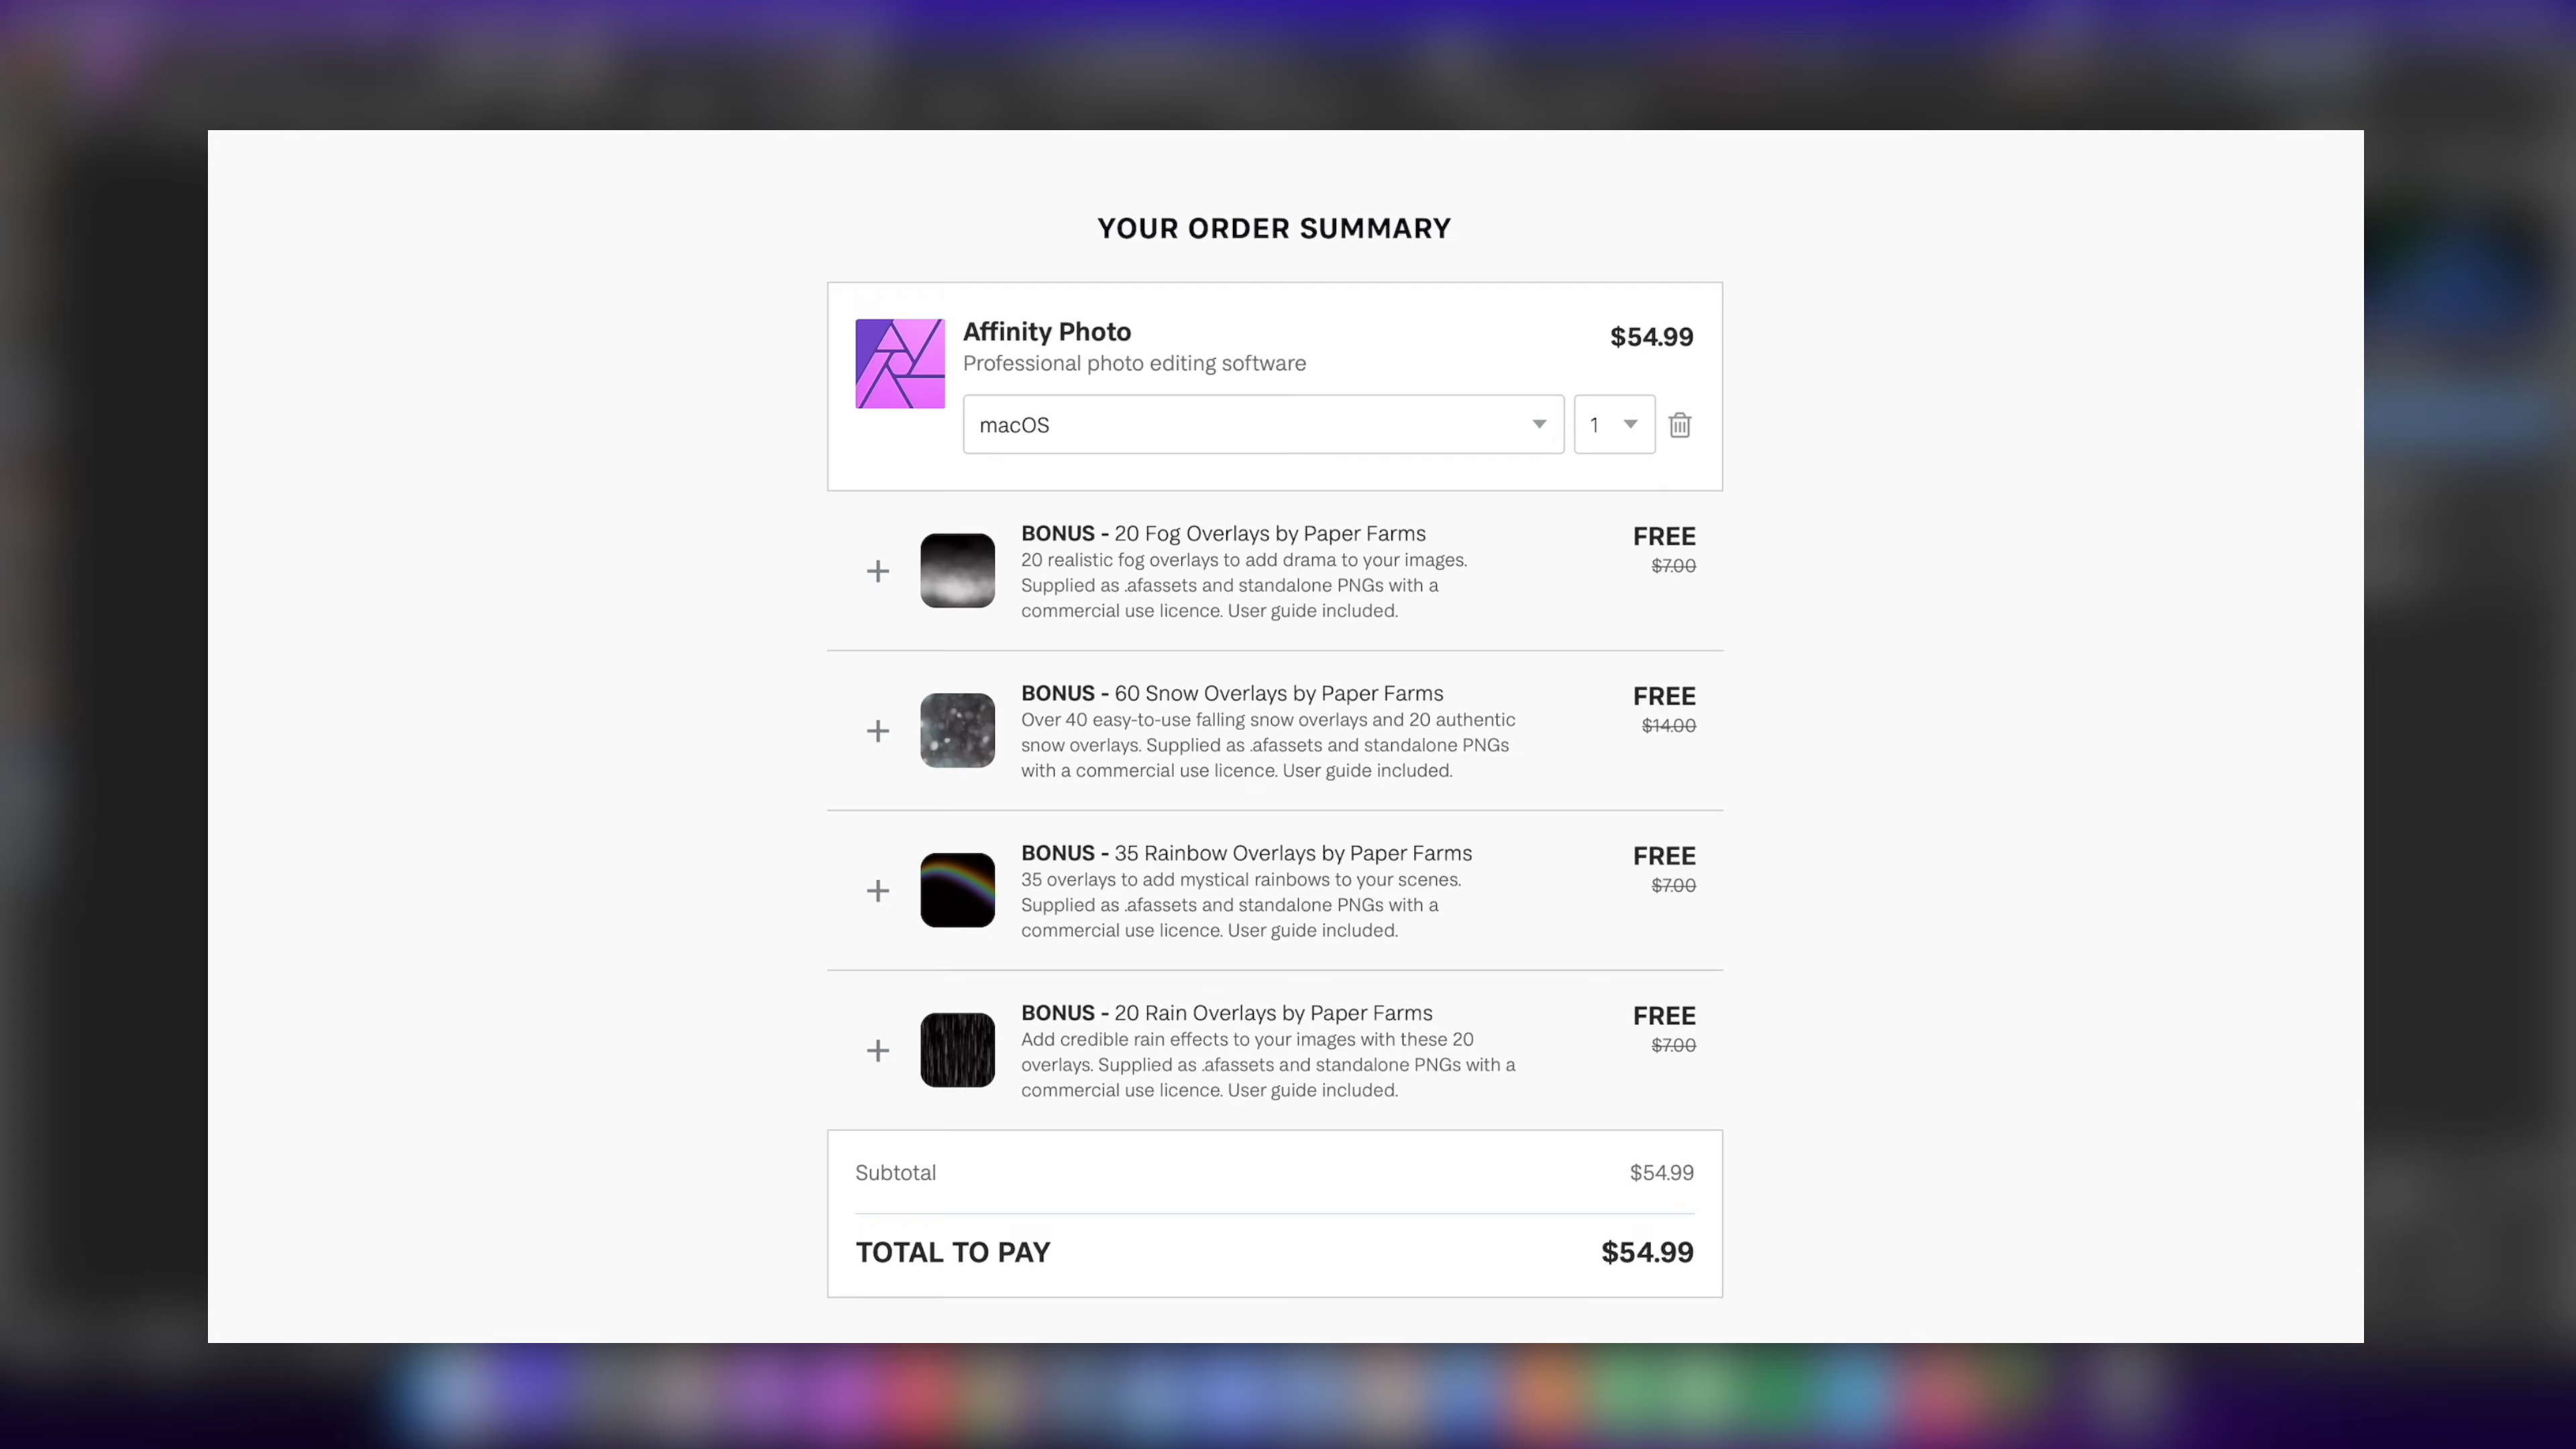 YOUR ORDER SUMMARY
Affinity Photo
$54.99
Professional photo editing software
macOS
1
BONUS - 20 Fog Overlays by Paper Farms
FREE
20 realistic fog overlays to add drama to your images.
$7.00
Supplied as .afassets and standalone PNGs with a
commercial use licence. User guide included.
BONUS - 60 Snow Overlays by Paper Farms
FREE
Over 40 easy-to-use falling snow overlays and 20 authentic
$14.00
snow overlays. Supplied as .afassets and standalone PNGs
with a commercial use licence. User guide included.
BONUS - 35 Rainbow Overlays by Paper Farms
FREE
35 overlays to add mystical rainbows to your scenes.
$7.00
Supplied as .afassets and standalone PNGs with a
commercial use licence. User guide included.
BONUS - 20 Rain Overlays by Paper Farms
FREE
Add credible rain effects to your images with these 20
$7.00
overlays. Supplied as .afassets and standalone PNGs with a
commercial use licence. User guide included.
Subtotal
$54.99
TOTAL TO PAY
$54.99